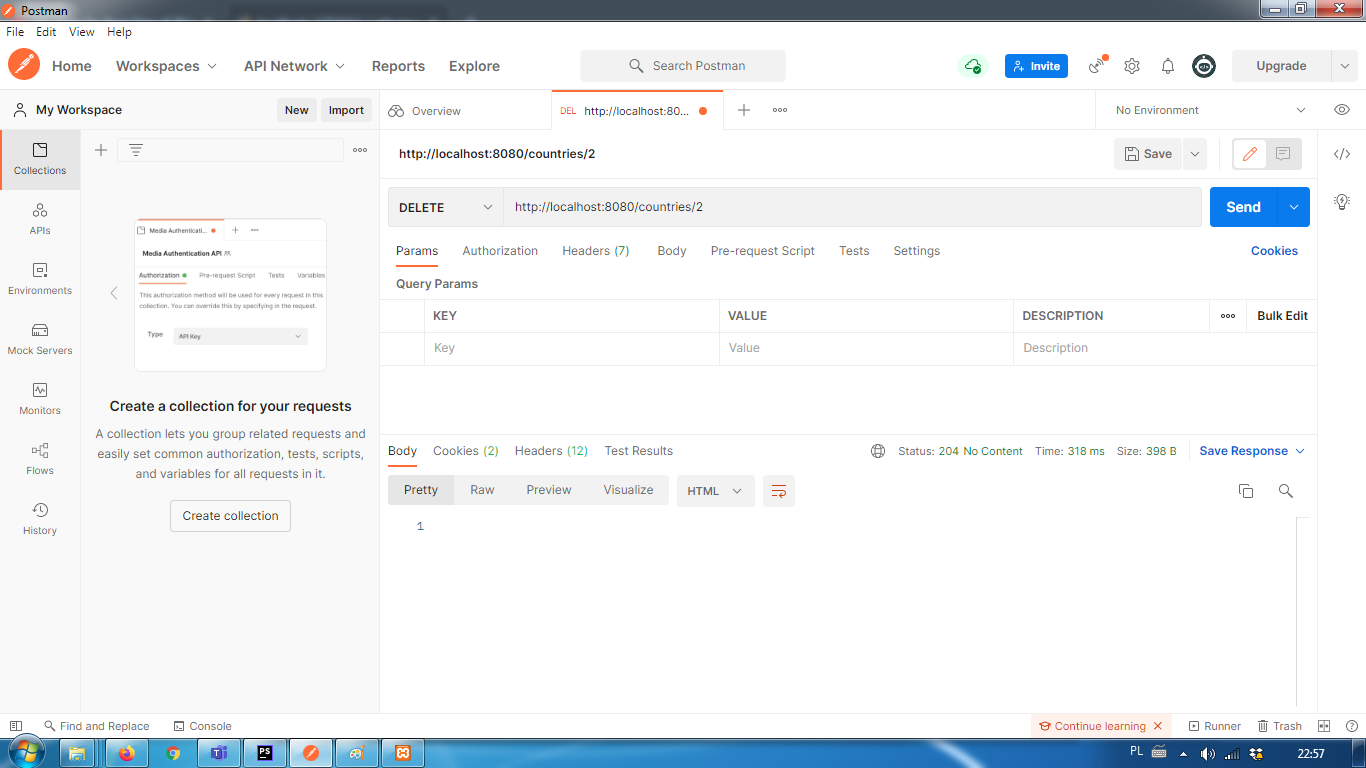 Postman
File Edit View Help
Home Workspaces API Network Reports Explore Search Postman Invite Upgrade
My Workspace New Import Overview DEL http://localhost:80... No Environment
http://localhost:8080/countries/2 Save
Collections
APIs
Environments
Mock Servers
Monitors
Flows
History
Media Authenticati...
Media Authentication API
Authorization Pre-request Script Tests Variables
This authorization method will be used for every request in this
collection. You can override this by specifying in the request.
Type API Key
Create a collection for your requests
A collection lets you group related requests and
easily set common authorization, tests, scripts,
and variables for all requests in it.
Create collection
DELETE http://localhost:8080/countries/2 Send
Params Authorization Headers (7) Body Pre-request Script Tests Settings Cookies
Query Params
KEY VALUE DESCRIPTION Bulk Edit
Key Value Description
Body Cookies (2) Headers (12) Test Results Status: 204 No Content Time: 318 ms Size: 398 B Save Response
Pretty Raw Preview Visualize HTML
1
Find and Replace Console Continue learning Runner Trash
PS PL 22:57